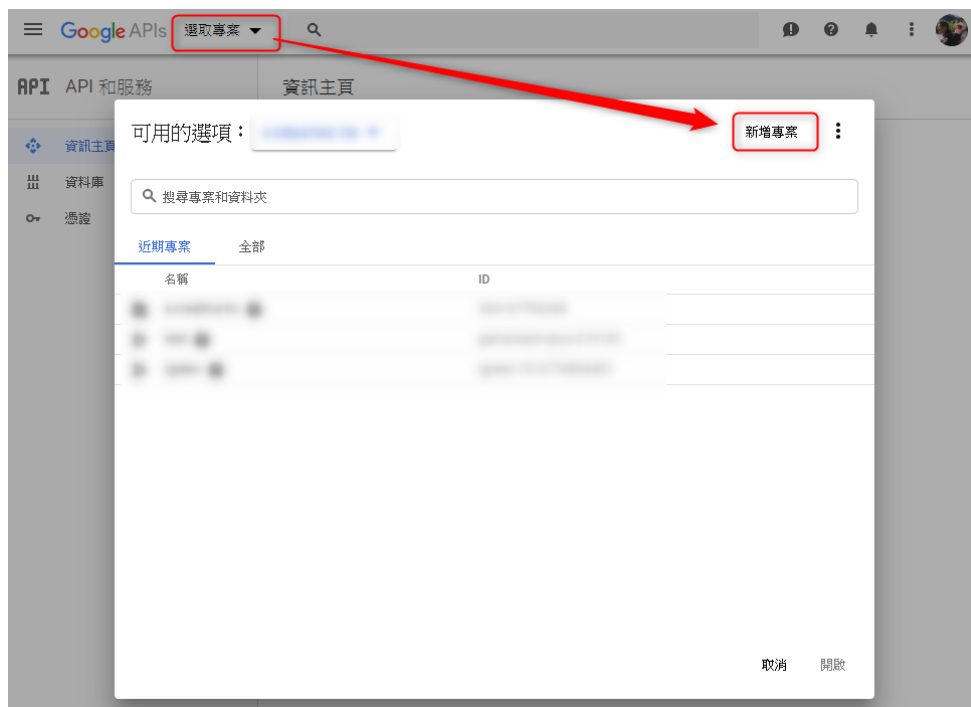 Google APIs 選取專案
API API 和服務 資訊主頁
可用的選項： 新增專案
資訊主頁
資料庫
憑證
搜尋專案和資料夾
近期專案 全部
名稱 ID
取消 開啟